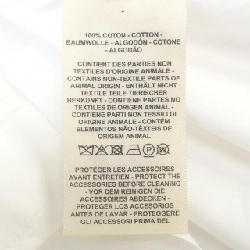 100% COTON - COTTON -
BAUMWOLLE - ALGODÓN - COTONE
- ALGODÃO
CONTIENT DES PARTIES NON
TEXTILES D'ORIGINE ANIMALE -
CONTAINS NON-TEXTILE PARTS OF
ANIMAL ORIGIN - ENTHÄLT NICHT
TEXTILE TEILE TIERISCHER
HERKUNFT - CONTIENE PARTES NO
TEXTILES DE ORIGEN ANIMAL -
CONTIENE PARTI NON TESSILI DI
ORIGINE ANIMALE - CONTÉM
ELEMENTOS NÃO-TÊXTEIS DE
ORIGEM ANIMAL
P
PROTÉGER LES ACCESSOIRES
AVANT ENTRETIEN - PROTECT THE
ACCESSORIES BEFORE CLEANING
- VOR DEM REINIGEN DIE
ACCESSOIRES ABDECKEN -
PROTEGER LOS ACCESORIOS
ANTES DE LAVAR - PROTEGGERE
GLI ACCESSORI PRIMA DEL